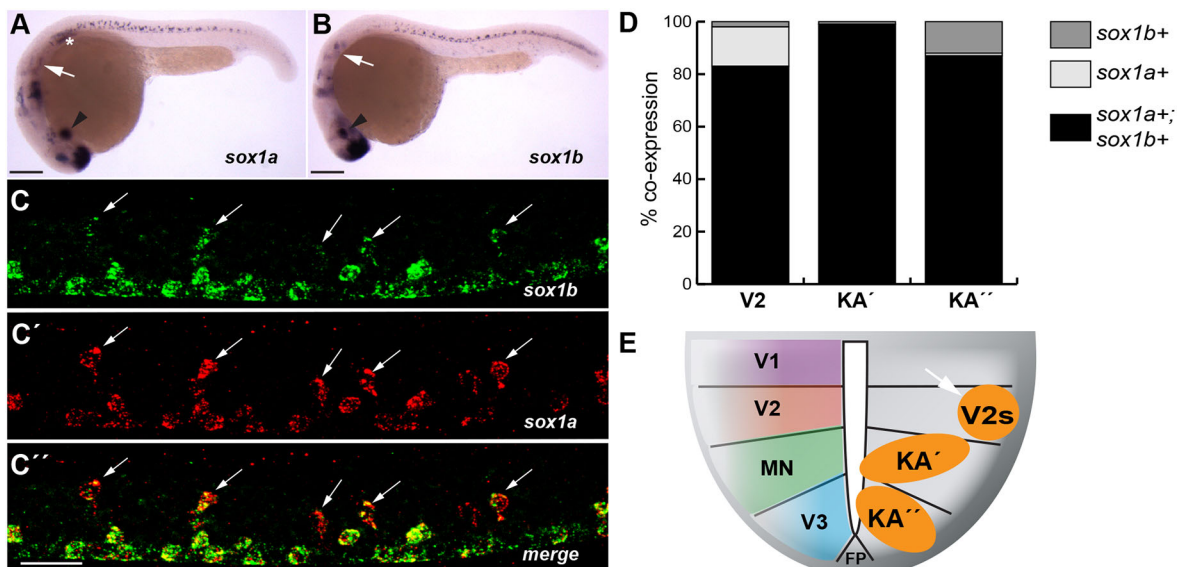 A
*
sox1a
B
sox1b
C
sox1b
C´
sox1a
C´´
merge
D
100
80
60
40
20
0
% co-expression
V2
KA´
KA´´
sox1b+
sox1a+
sox1a+;
sox1b+
E
V1
V2
MN
V3
FP
V2s
KA´
KA´´